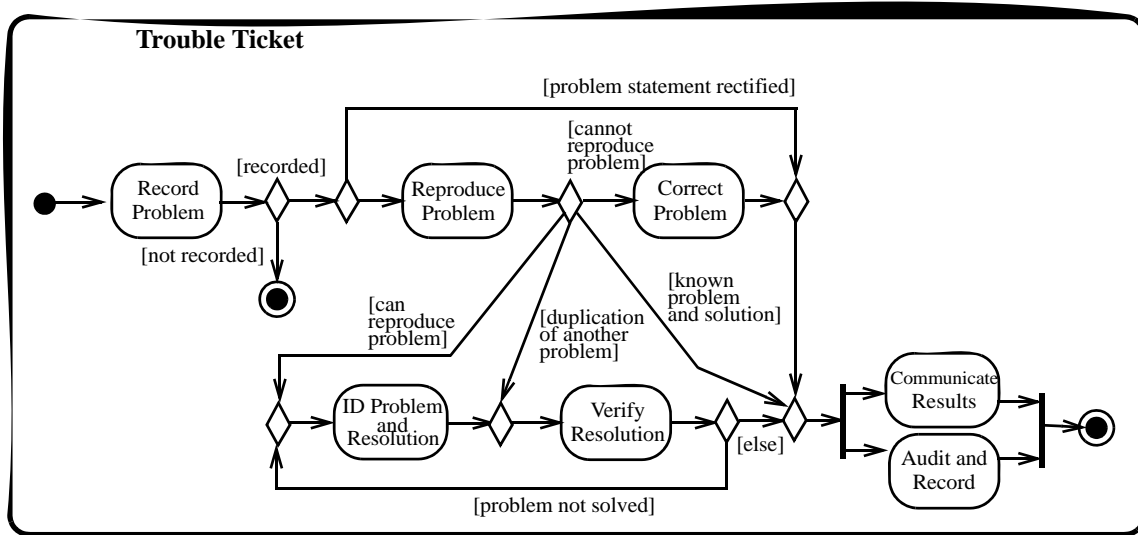 Trouble Ticket
[problem statement rectified]
[cannot
reproduce
problem]
[recorded]
Record
Problem
Reproduce
Problem
Correct
Problem
[not recorded]
[can
reproduce
problem]
[duplication
of another
problem]
[known
problem
and solution]
ID Problem
and
Resolution
Verify
Resolution
[else]
Communicate
Results
Audit and
Record
[problem not solved]